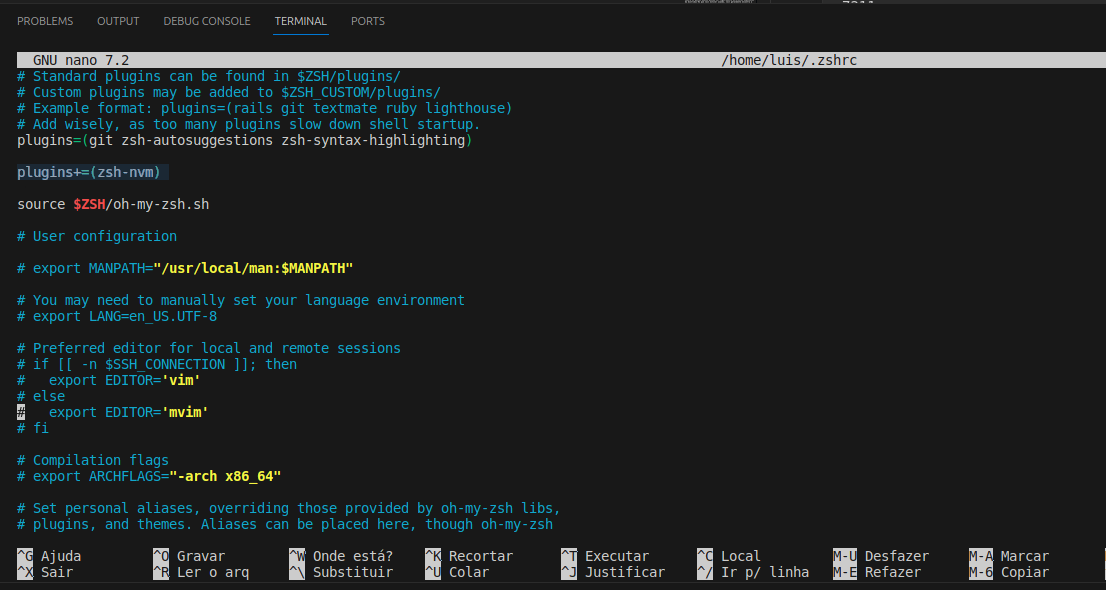 PROBLEMS OUTPUT DEBUG CONSOLE TERMINAL PORTS
GNU nano 7.2 /home/luis/.zshrc
# Standard plugins can be found in $ZSH/plugins/
# Custom plugins may be added to $ZSH_CUSTOM/plugins/
# Example format: plugins=(rails git textmate ruby lighthouse)
# Add wisely, as too many plugins slow down shell startup.
plugins=(git zsh-autosuggestions zsh-syntax-highlighting)
plugins+=(zsh-nvm)
source $ZSH/oh-my-zsh.sh
# User configuration
# export MANPATH="/usr/local/man:$MANPATH"
# You may need to manually set your language environment
# export LANG=en_US.UTF-8
# Preferred editor for local and remote sessions
# if [[ -n $SSH_CONNECTION ]]; then
#   export EDITOR='vim'
# else
#   export EDITOR='mvim'
# fi
# Compilation flags
# export ARCHFLAGS="-arch x86_64"
# Set personal aliases, overriding those provided by oh-my-zsh libs,
# plugins, and themes. Aliases can be placed here, though oh-my-zsh
^G Ajuda ^O Gravar ^W Onde está? ^K Recortar ^T Executar ^C Local M-U Desfazer M-A Marcar
^X Sair ^R Ler o arq ^\ Substituir ^U Colar ^J Justificar ^/ Ir p/ linha M-E Refazer M-6 Copiar